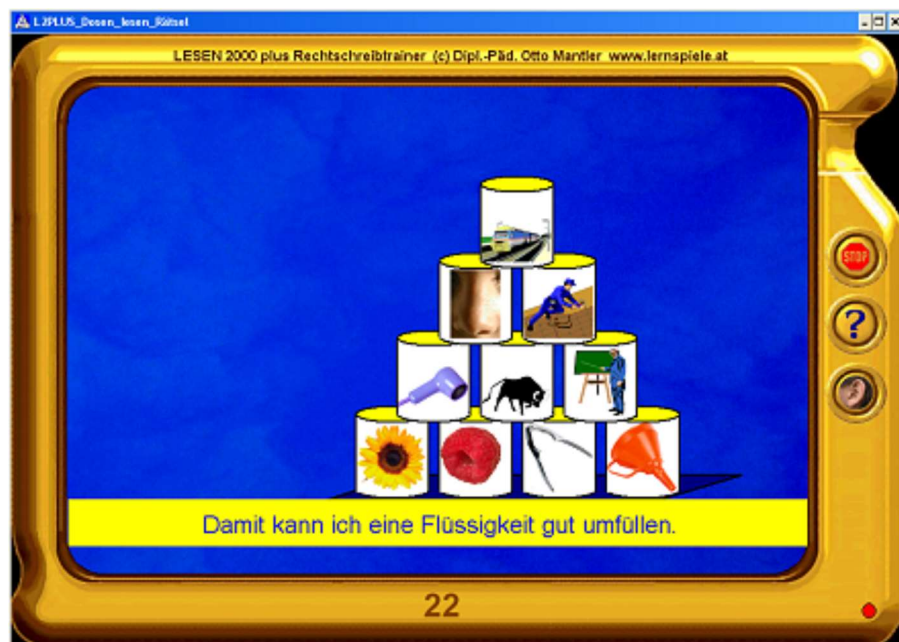 L2PLUS_Dosen_lesen_Rätsel
LESEN 2000 plus Rechtschreibtrainer (c) Dipl.-Päd. Otto Mantler www.lernspiele.at
STOP
?
Damit kann ich eine Flüssigkeit gut umfüllen.
22